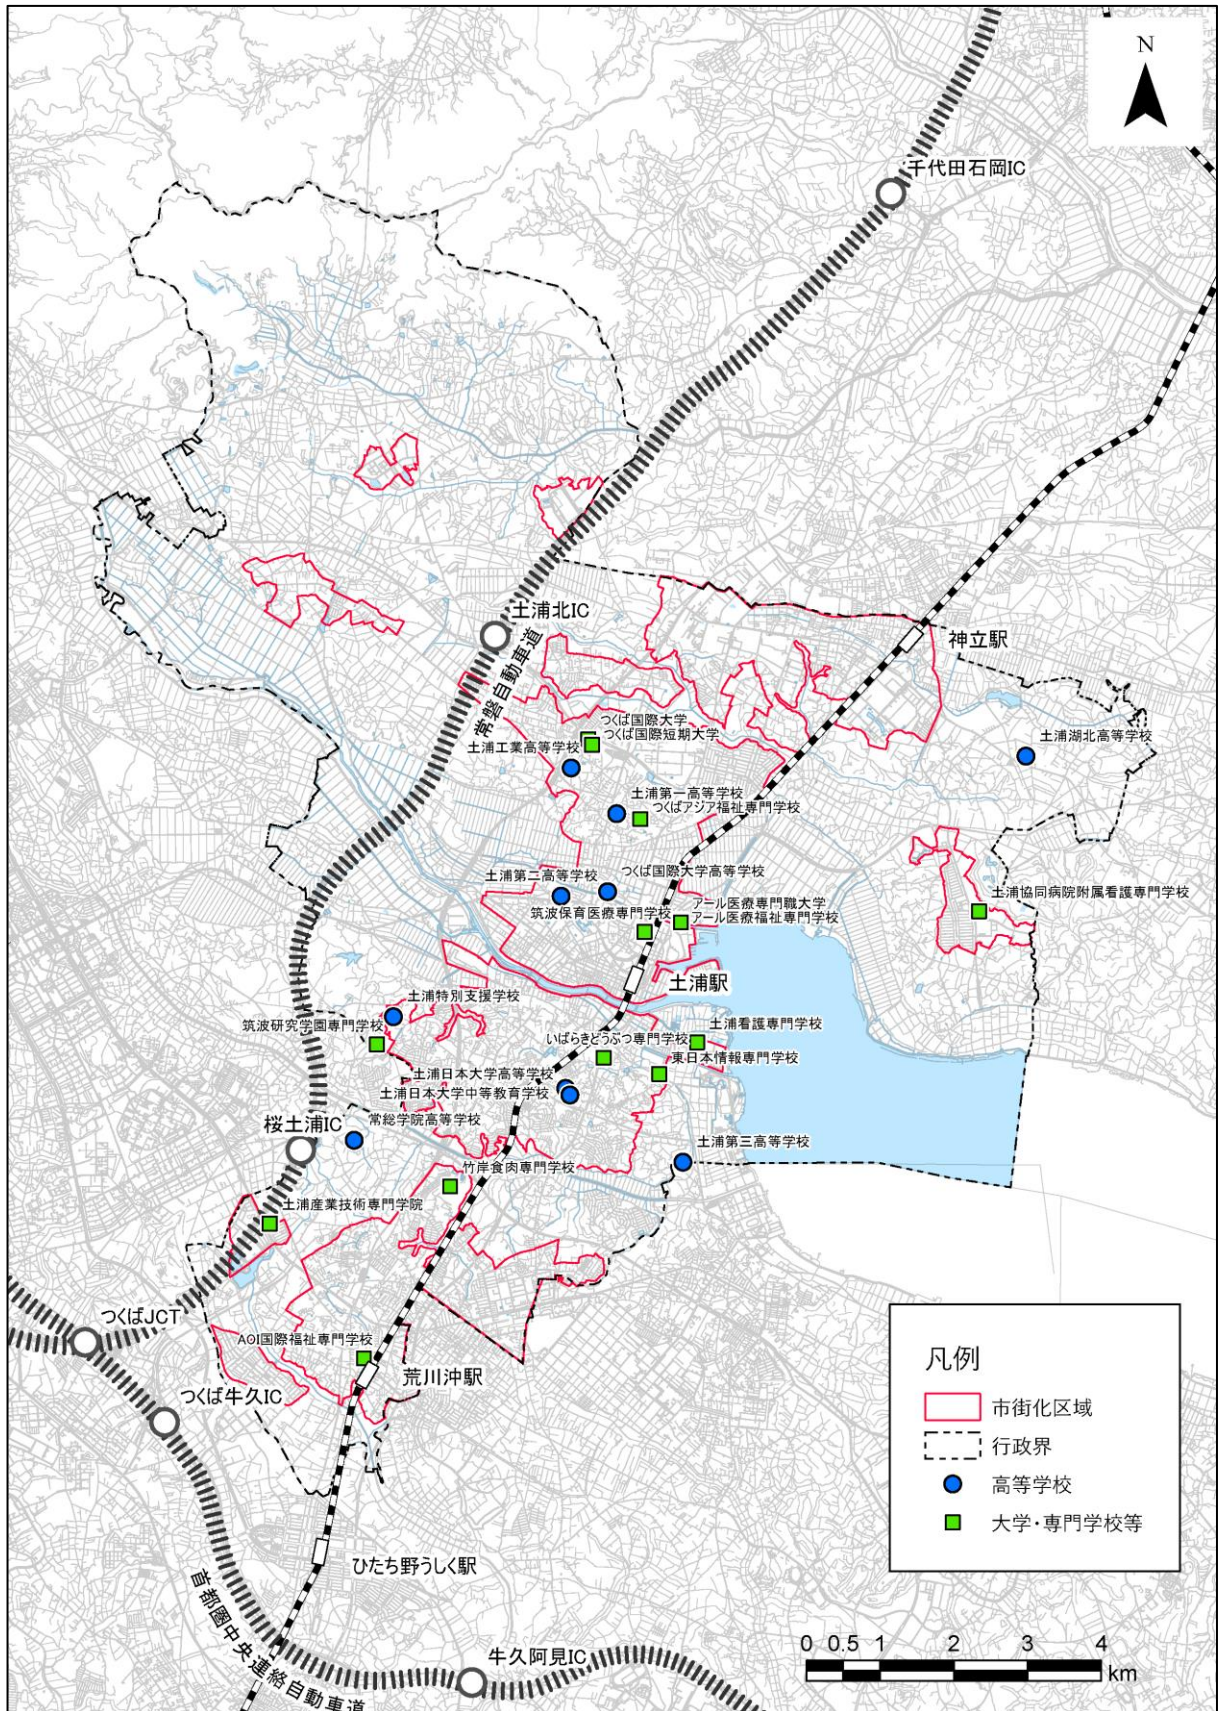 N
千代田石岡IC
土浦北IC
常磐自動車道
神立駅
つくば国際大学
つくば国際短期大学
土浦工業高等学校
土浦湖北高等学校
土浦第一高等学校
つくばアジア福祉専門学校
土浦第二高等学校
つくば国際大学高等学校
土浦協同病院附属看護専門学校
アール医療専門職大学
筑波保育医療専門学校
アール医療福祉専門学校
土浦駅
土浦特別支援学校
土浦看護専門学校
筑波研究学園専門学校
いばらきどうぶつ専門学校
東日本情報専門学校
土浦日本大学高等学校
土浦日本大学中等教育学校
常総学院高等学校
桜土浦IC
土浦第三高等学校
竹岸食肉専門学校
土浦産業技術専門学院
つくばJCT
AOI国際福祉専門学校
荒川沖駅
つくば牛久IC
ひたち野うしく駅
首都圏中央連絡自動車道
牛久阿見IC
凡例
市街化区域
行政界
高等学校
大学・専門学校等
0 0.5 1 2 3 4
km